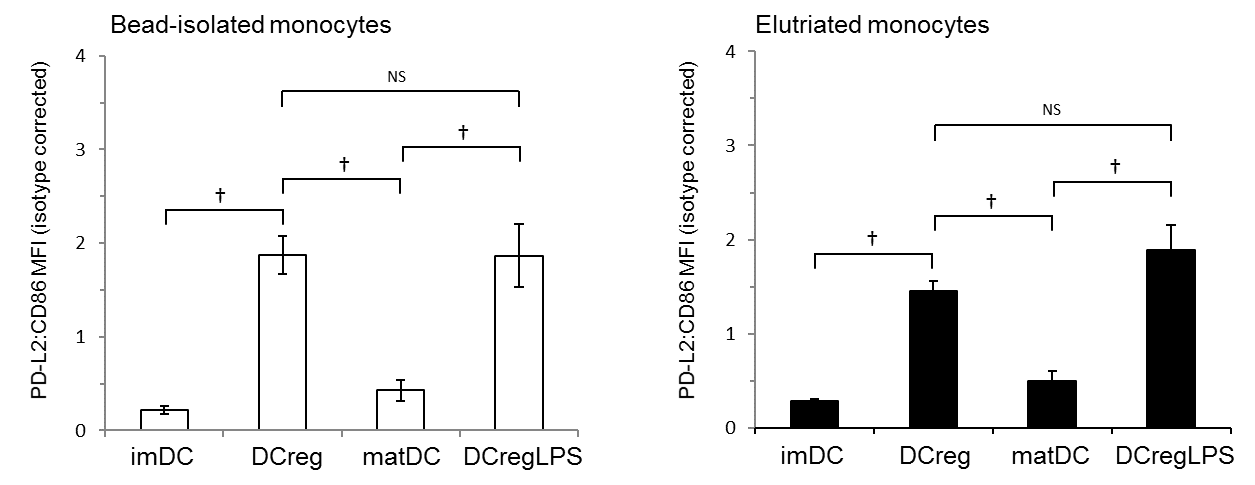 Bead-isolated monocytes
PD-L2:CD86 MFI (isotype corrected)
4
3
2
1
0
NS
†
†
†
imDC
DCreg
matDC
DCregLPS
Elutriated monocytes
PD-L2:CD86 MFI (isotype corrected)
4
3
2
1
0
NS
†
†
†
imDC
DCreg
matDC
DCregLPS